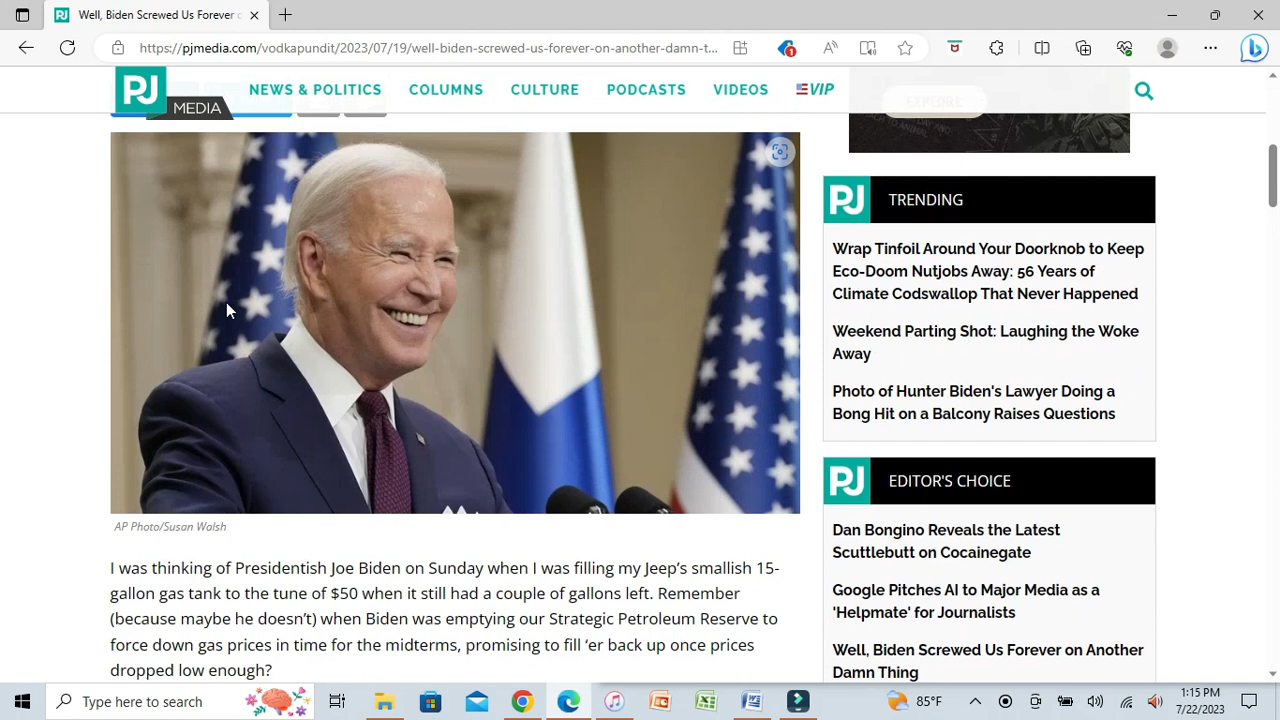 Well, Biden Screwed Us Forever o
https://pjmedia.com/vodkapundit/2023/07/19/well-biden-screwed-us-forever-on-another-damn-t...
1
PJ
MEDIA
NEWS & POLITICS
COLUMNS
CULTURE
PODCASTS
VIDEOS
VIP
EXPLORE
AP Photo/Susan Walsh
I was thinking of Presidentish Joe Biden on Sunday when I was filling my Jeep’s smallish 15-
gallon gas tank to the tune of $50 when it still had a couple of gallons left. Remember
(because maybe he doesn’t) when Biden was emptying our Strategic Petroleum Reserve to
force down gas prices in time for the midterms, promising to fill ‘er back up once prices
dropped low enough?
PJ TRENDING
Wrap Tinfoil Around Your Doorknob to Keep
Eco-Doom Nutjobs Away: 56 Years of
Climate Codswallop That Never Happened
Weekend Parting Shot: Laughing the Woke
Away
Photo of Hunter Biden's Lawyer Doing a
Bong Hit on a Balcony Raises Questions
PJ EDITOR'S CHOICE
Dan Bongino Reveals the Latest
Scuttlebutt on Cocainegate
Google Pitches AI to Major Media as a
'Helpmate' for Journalists
Well, Biden Screwed Us Forever on Another
Damn Thing
Type here to search
85°F
1:15 PM
7/22/2023